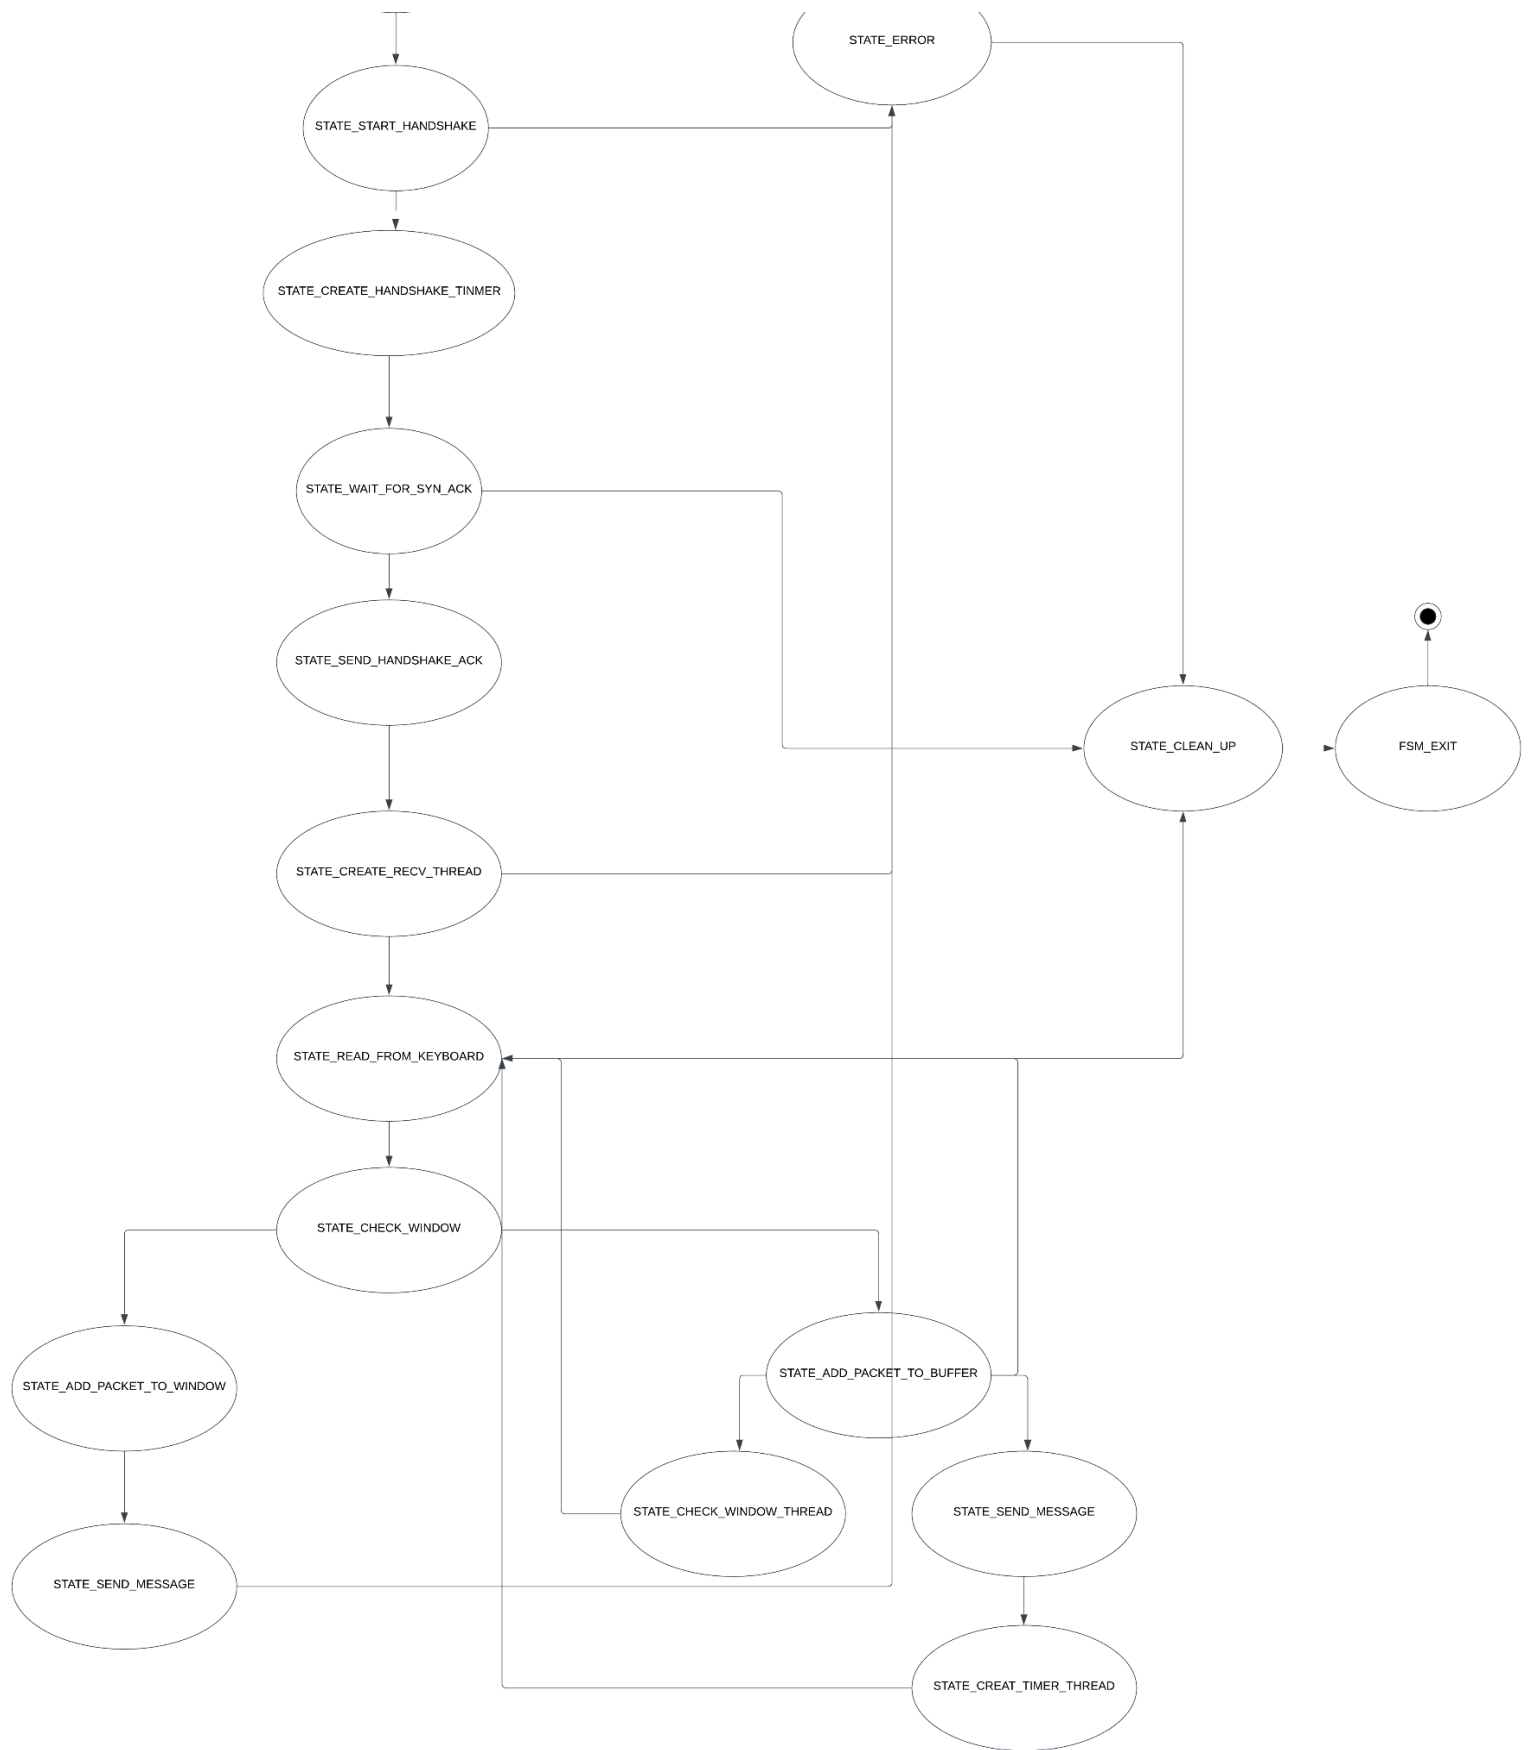 STATE_ERROR
STATE_START_HANDSHAKE
STATE_CREATE_HANDSHAKE_TINMER
STATE_WAIT_FOR_SYN_ACK
STATE_SEND_HANDSHAKE_ACK
STATE_CLEAN_UP
FSM_EXIT
STATE_CREATE_RECV_THREAD
STATE_READ_FROM_KEYBOARD
STATE_CHECK_WINDOW
STATE_ADD_PACKET_TO_WINDOW
STATE_ADD_PACKET_TO_BUFFER
STATE_CHECK_WINDOW_THREAD
STATE_SEND_MESSAGE
STATE_SEND_MESSAGE
STATE_CREAT_TIMER_THREAD